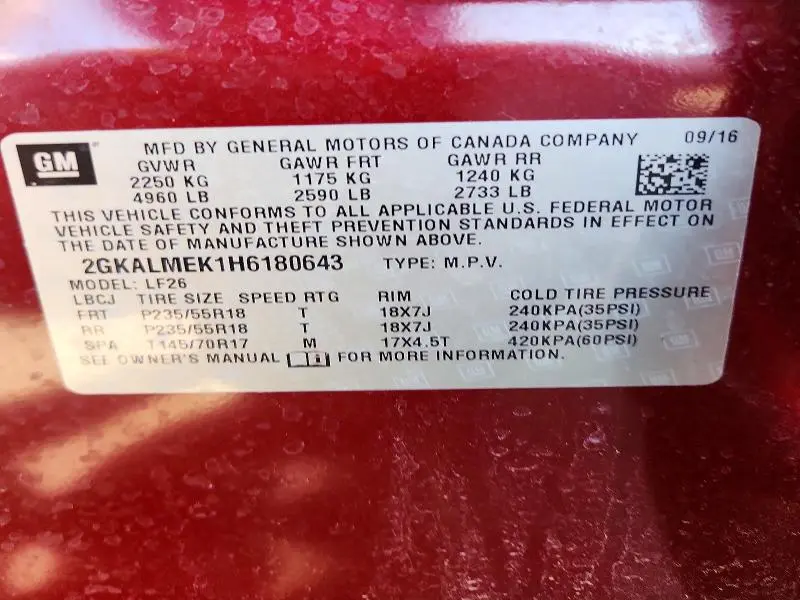 GM
MFD BY GENERAL MOTORS OF CANADA COMPANY 09/16
GVWR GAWR FRT GAWR RR
2250 KG 1175 KG 1240 KG
4960 LB 2590 LB 2733 LB
THIS VEHICLE CONFORMS TO ALL APPLICABLE U.S. FEDERAL MOTOR
VEHICLE SAFETY AND THEFT PREVENTION STANDARDS IN EFFECT ON
THE DATE OF MANUFACTURE SHOWN ABOVE.
2GKALMEK1H6180643 TYPE: M.P.V.
MODEL: LF26
LBCJ TIRE SIZE SPEED RTG RIM COLD TIRE PRESSURE
FRT P235/55R18 T 18X7J 240KPA(35PSI)
RR P235/55R18 T 18X7J 240KPA(35PSI)
SPA T145/70R17 M 17X4.5T 420KPA(60PSI)
SEE OWNER'S MANUAL FOR MORE INFORMATION.